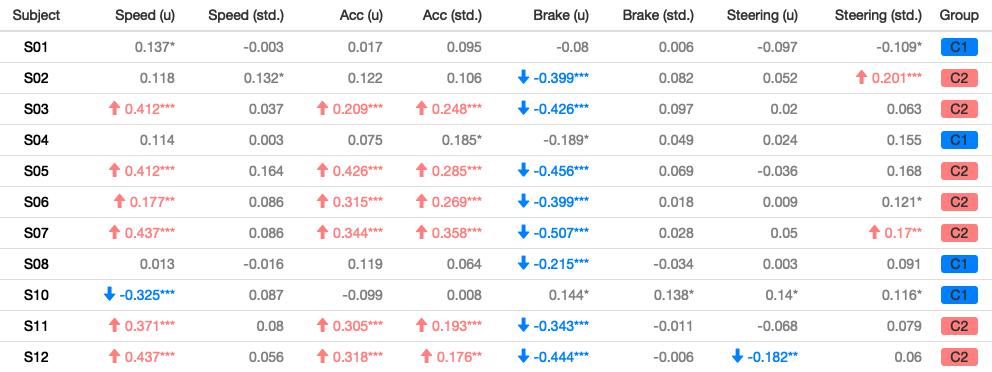 Subject Speed (u) Speed (std.) Acc (u) Acc (std.) Brake (u) Brake (std.) Steering (u) Steering (std.) Group
S01 0.137* -0.003 0.017 0.095 -0.08 0.006 -0.097 -0.109* C1
S02 0.118 0.132* 0.122 0.106 -0.399*** 0.082 0.052 0.201*** C2
S03 0.412*** 0.037 0.209*** 0.248*** -0.426*** 0.097 0.02 0.063 C2
S04 0.114 0.003 0.075 0.185* -0.189* 0.049 0.024 0.155 C1
S05 0.412*** 0.164 0.426*** 0.285*** -0.456*** 0.069 -0.036 0.168 C2
S06 0.177** 0.086 0.315*** 0.269*** -0.399*** 0.018 0.009 0.121* C2
S07 0.437*** 0.086 0.344*** 0.358*** -0.507*** 0.028 0.05 0.17** C2
S08 0.013 -0.016 0.119 0.064 -0.215*** -0.034 0.003 0.091 C1
S10 -0.325*** 0.087 -0.099 0.008 0.144* 0.138* 0.14* 0.116* C1
S11 0.371*** 0.08 0.305*** 0.193*** -0.343*** -0.011 -0.068 0.079 C2
S12 0.437*** 0.056 0.318*** 0.176** -0.444*** -0.006 -0.182** 0.06 C2